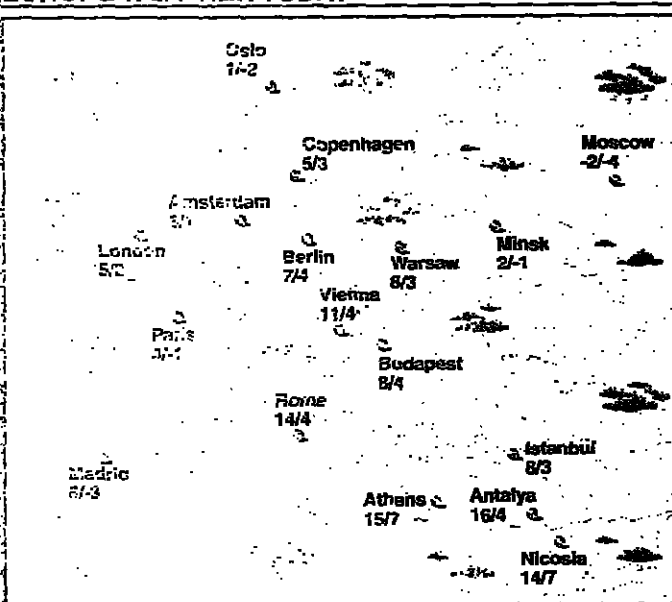 Oslo
1/-2
Copenhagen
5/3
Moscow
-2/-4
Amsterdam
London
5/2
Berlin
7/4
Warsaw
Minsk
2/-1
Vienna
11/4
Paris
Budapest
8/4
Rome
14/4
Istanbul
8/3
Madrid
Athens
15/7
Antalya
16/4
Nicosia
14/7